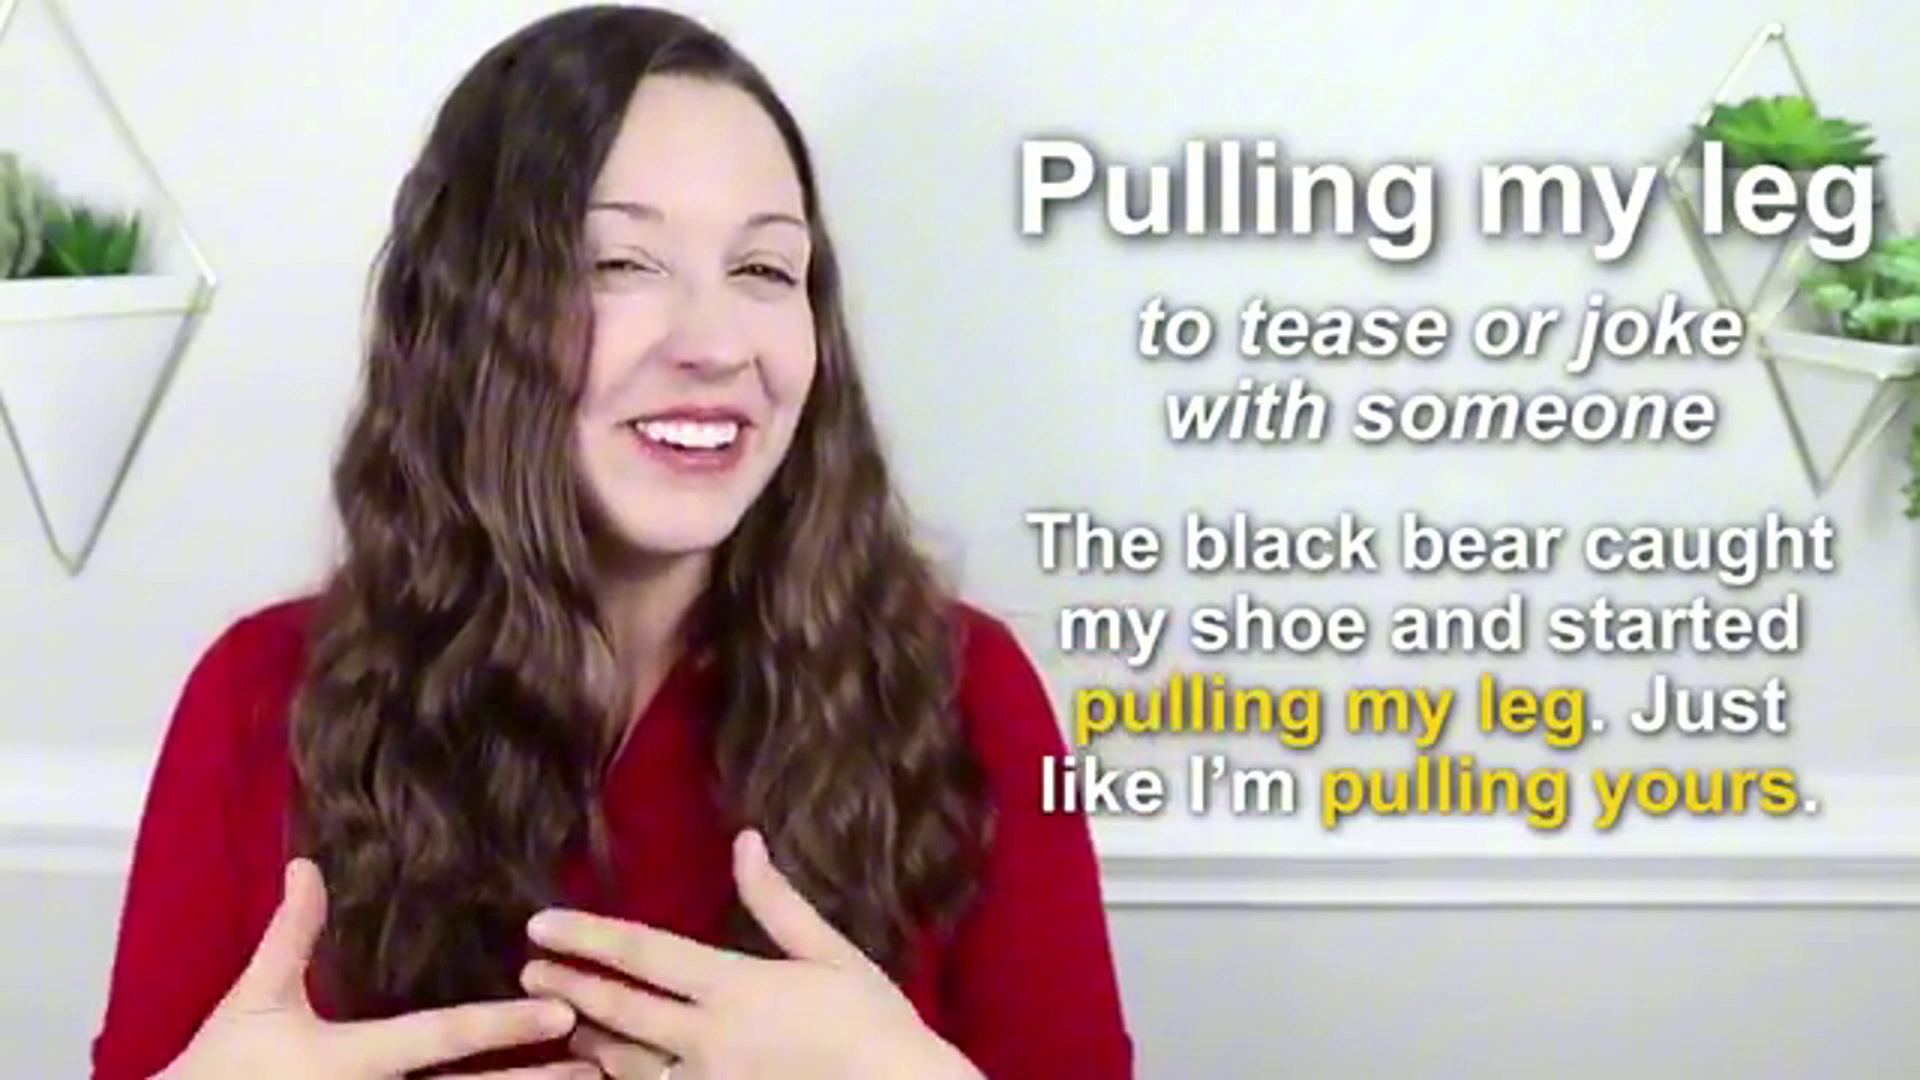 Pulling my leg
to tease or joke
with someone
The black bear caught
my shoe and started
pulling my leg. Just
like I’m pulling yours.